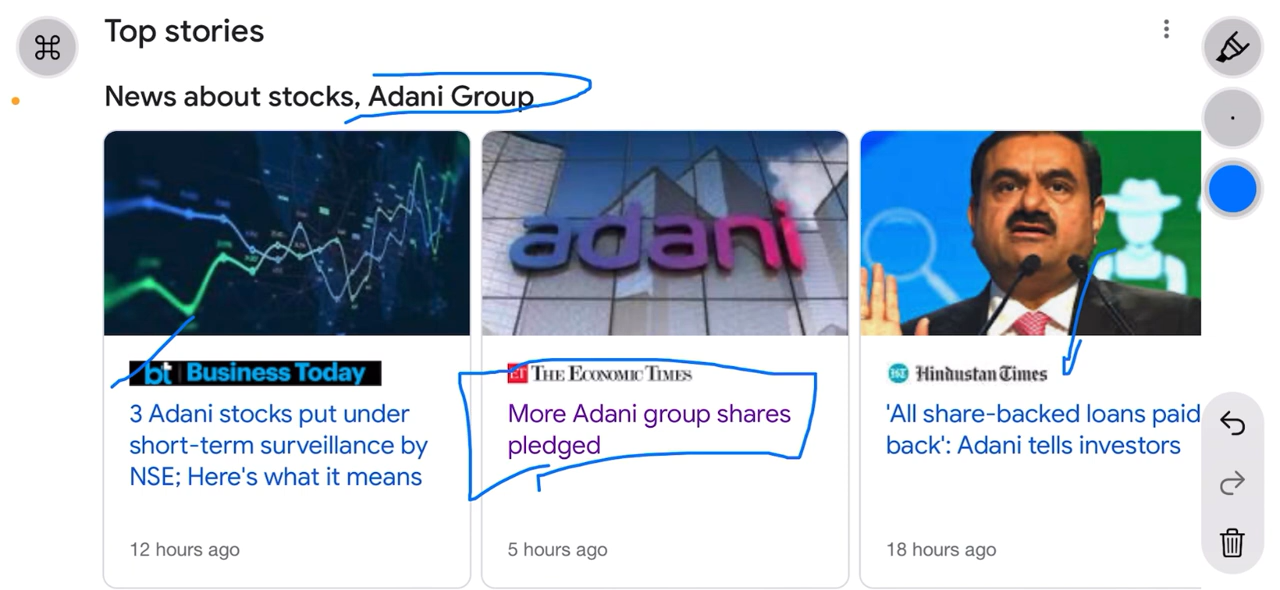 Top stories
News about stocks, Adani Group
adani
bt Business Today
3 Adani stocks put under
short-term surveillance by
NSE; Here's what it means
12 hours ago
ET THE ECONOMIC TIMES
More Adani group shares
pledged
5 hours ago
HT Hindustan Times
'All share-backed loans paid
back': Adani tells investors
18 hours ago